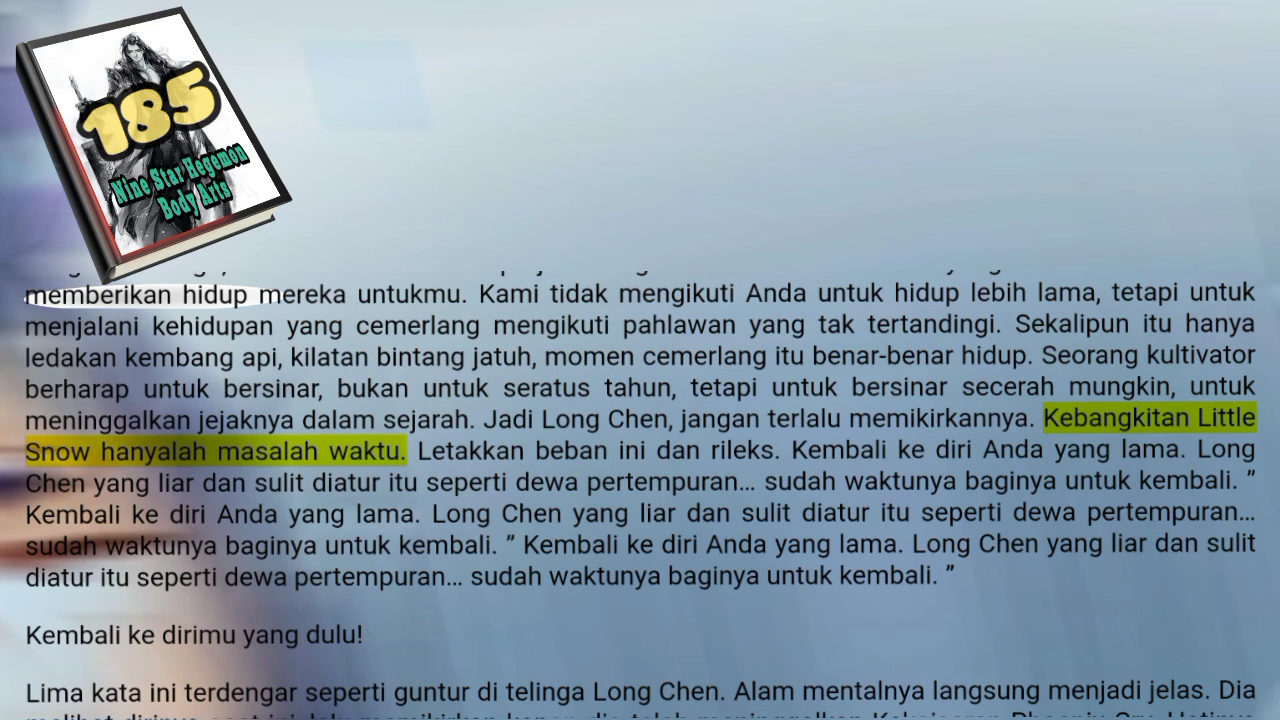 185
Nine Star Hegemon
Body Arts
memberikan hidup mereka untukmu. Kami tidak mengikuti Anda untuk hidup lebih lama, tetapi untuk
menjalani kehidupan yang cemerlang mengikuti pahlawan yang tak tertandingi. Sekalipun itu hanya
ledakan kembang api, kilatan bintang jatuh, momen cemerlang itu benar-benar hidup. Seorang kultivator
berharap untuk bersinar, bukan untuk seratus tahun, tetapi untuk bersinar secerah mungkin, untuk
meninggalkan jejaknya dalam sejarah. Jadi Long Chen, jangan terlalu memikirkannya. Kebangkitan Little
Snow hanyalah masalah waktu. Letakkan beban ini dan rileks. Kembali ke diri Anda yang lama. Long
Chen yang liar dan sulit diatur itu seperti dewa pertempuran… sudah waktunya baginya untuk kembali. ”
Kembali ke diri Anda yang lama. Long Chen yang liar dan sulit diatur itu seperti dewa pertempuran…
sudah waktunya baginya untuk kembali. ” Kembali ke diri Anda yang lama. Long Chen yang liar dan sulit
diatur itu seperti dewa pertempuran… sudah waktunya baginya untuk kembali. ”
Kembali ke dirimu yang dulu!
Lima kata ini terdengar seperti guntur di telinga Long Chen. Alam mentalnya langsung menjadi jelas. Dia